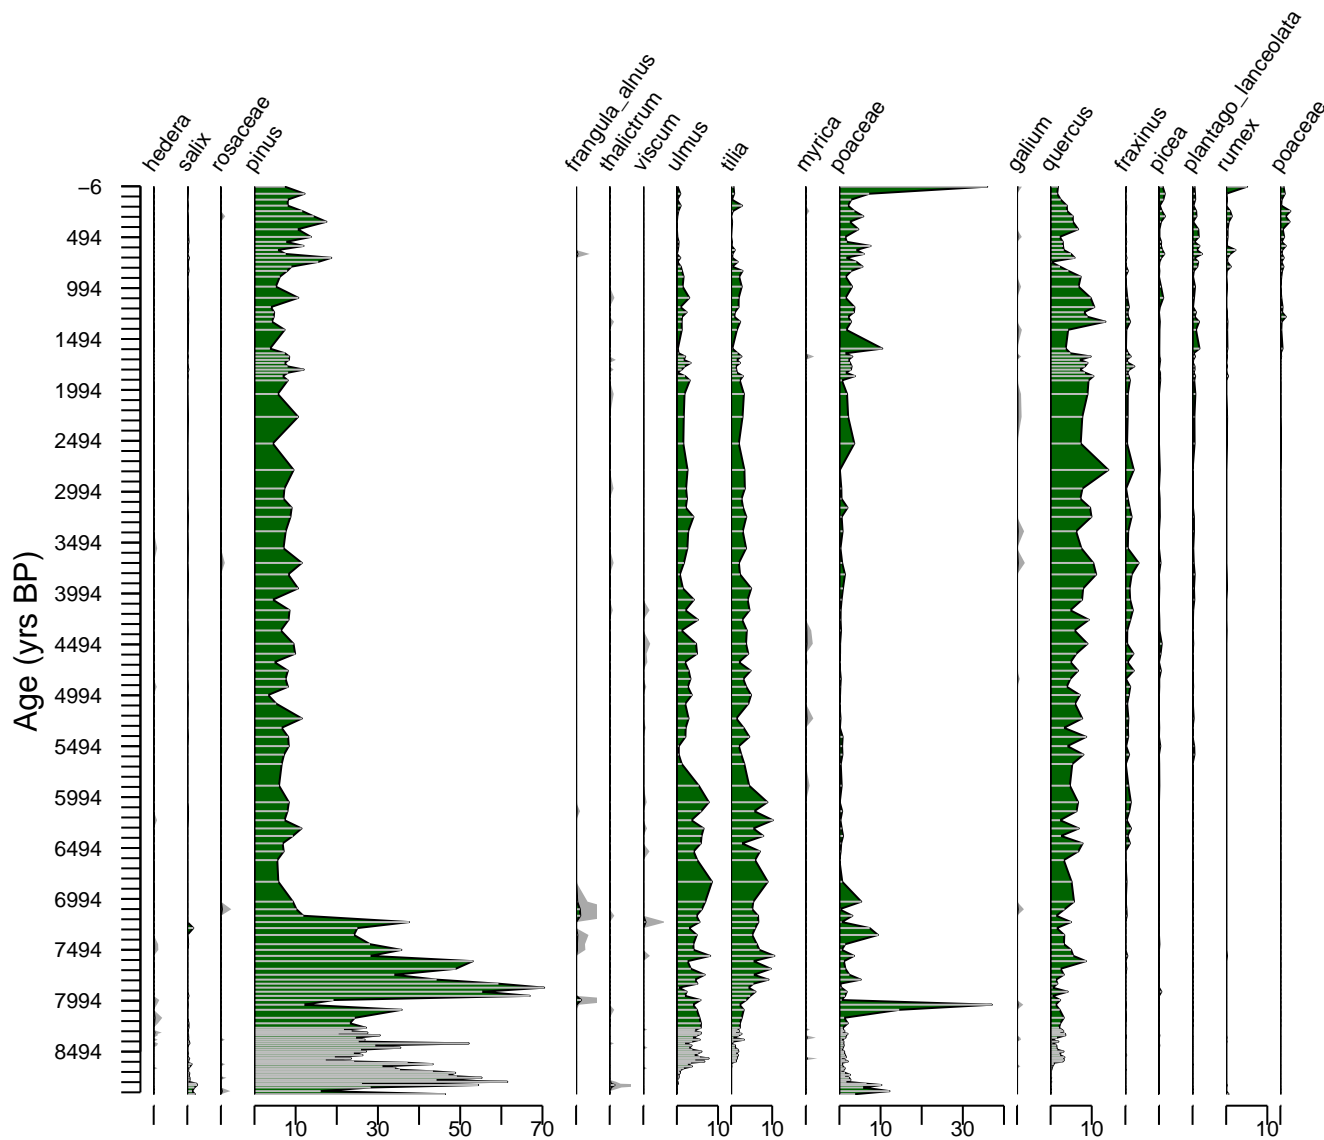 hedera
salix
rosaceae
pinus
frangula_alnus
thalictrum
viscum
ulmus
tilia
myrica
poaceae
galium
quercus
fraxinus
picea
plantago_lanceolata
rumex
poaceae
Age (yrs BP)
−6
494
994
1494
1994
2494
2994
3494
3994
4494
4994
5494
5994
6494
6994
7494
7994
8494
10 30 50 70 10 10 10 30 10 10